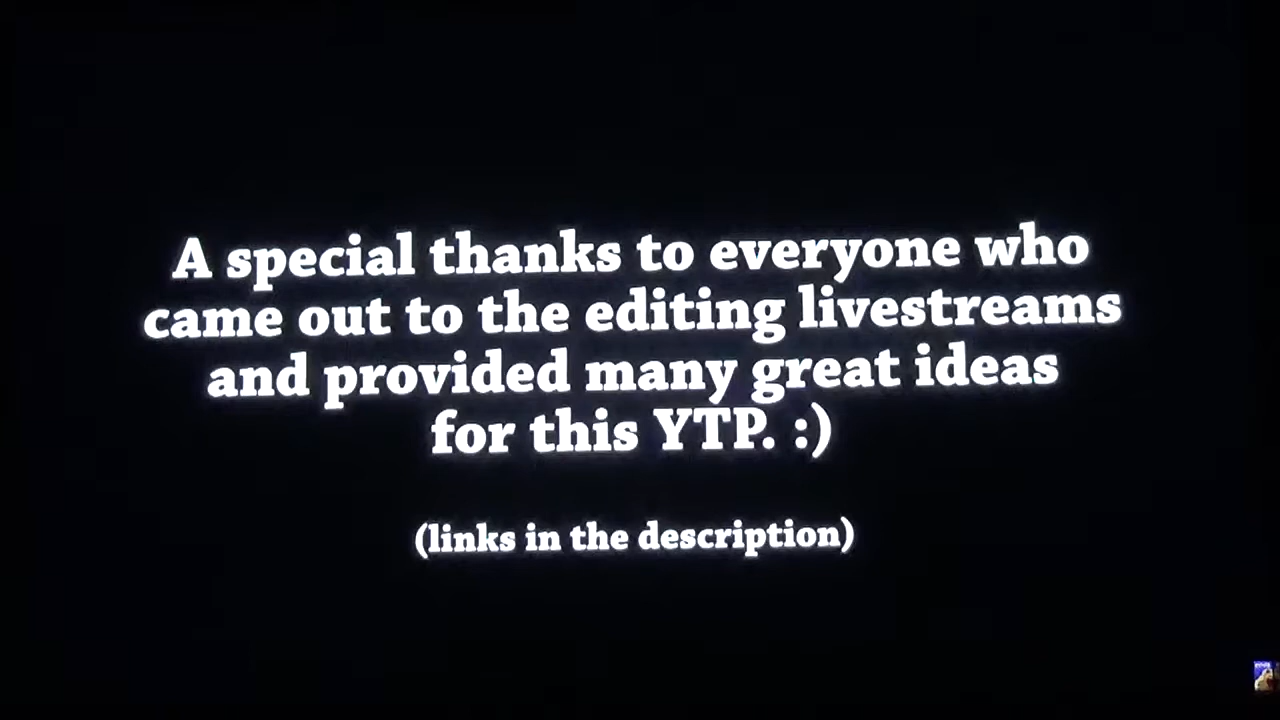 A special thanks to everyone who
came out to the editing livestreams
and provided many great ideas
for this YTP. :)
(links in the description)